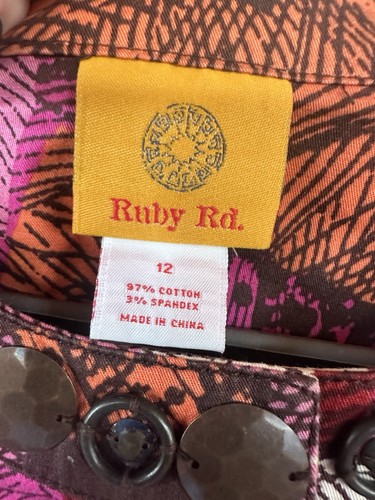 Ruby Rd.
12
97% COTTON
3% SPANDEX
MADE IN CHINA